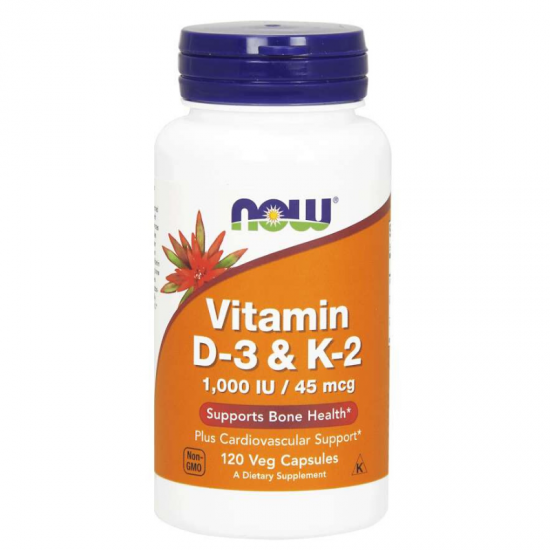 now®
Vitamin
D-3 & K-2
1,000 IU / 45 mcg
Supports Bone Health*
Plus Cardiovascular Support*
Non-
GMO
120 Veg Capsules
K
A Dietary Supplement